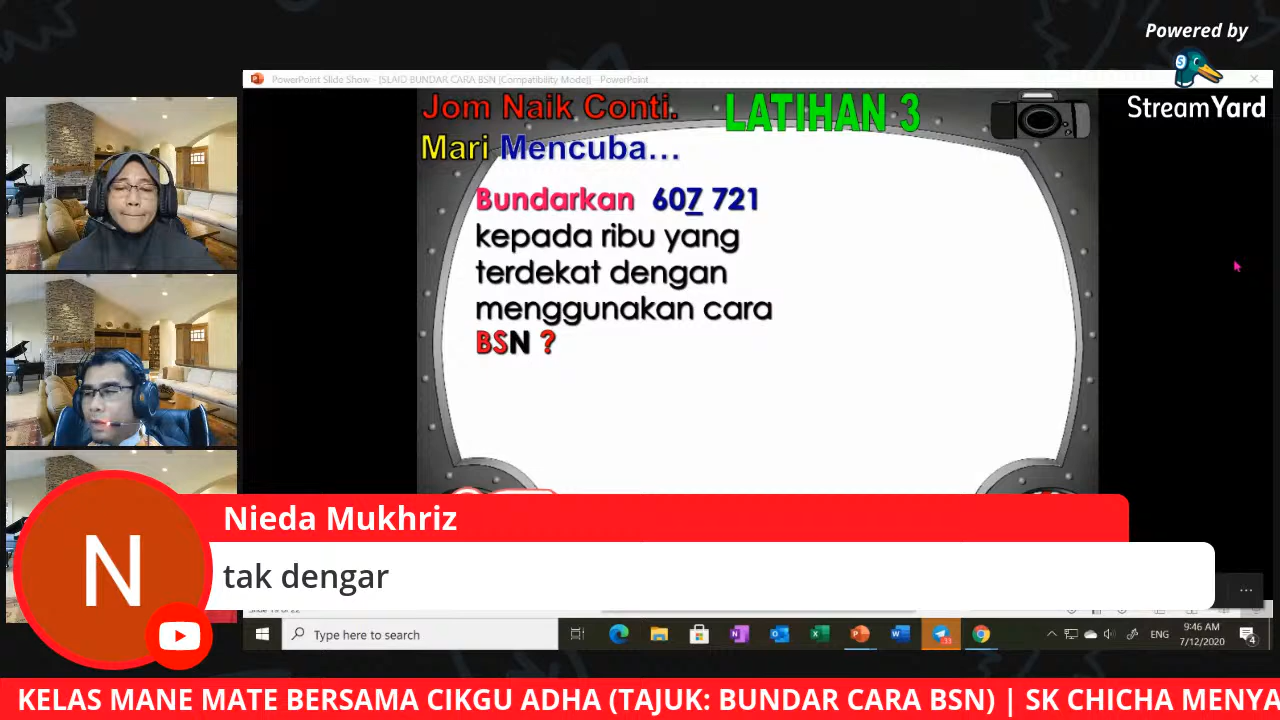 Powered by
StreamYard
PowerPoint Slide Show - [SLAID BUNDAR CARA BSN [Compatibility Mode]] - PowerPoint
Jom Naik Conti.
LATIHAN 3
Mari Mencuba...
Bundarkan 607 721
kepada ribu yang
terdekat dengan
menggunakan cara
BSN ?
Nieda Mukhriz
N
tak dengar
Type here to search
ENG
9:46 AM
7/12/2020
4
KELAS MANE MATE BERSAMA CIKGU ADHA (TAJUK: BUNDAR CARA BSN) | SK CHICHA MENYA